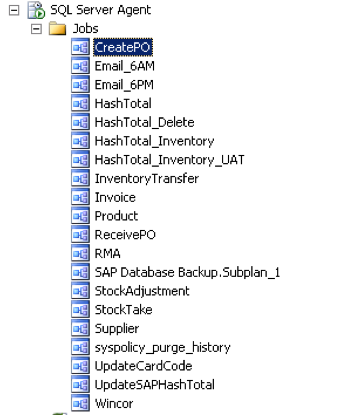 SQL Server Agent
Jobs
CreatePO
Email_6AM
Email_6PM
HashTotal
HashTotal_Delete
HashTotal_Inventory
HashTotal_Inventory_UAT
InventoryTransfer
Invoice
Product
ReceivePO
RMA
SAP Database Backup.Subplan_1
StockAdjustment
StockTake
Supplier
syspolicy_purge_history
UpdateCardCode
UpdateSAPHashTotal
Wincor